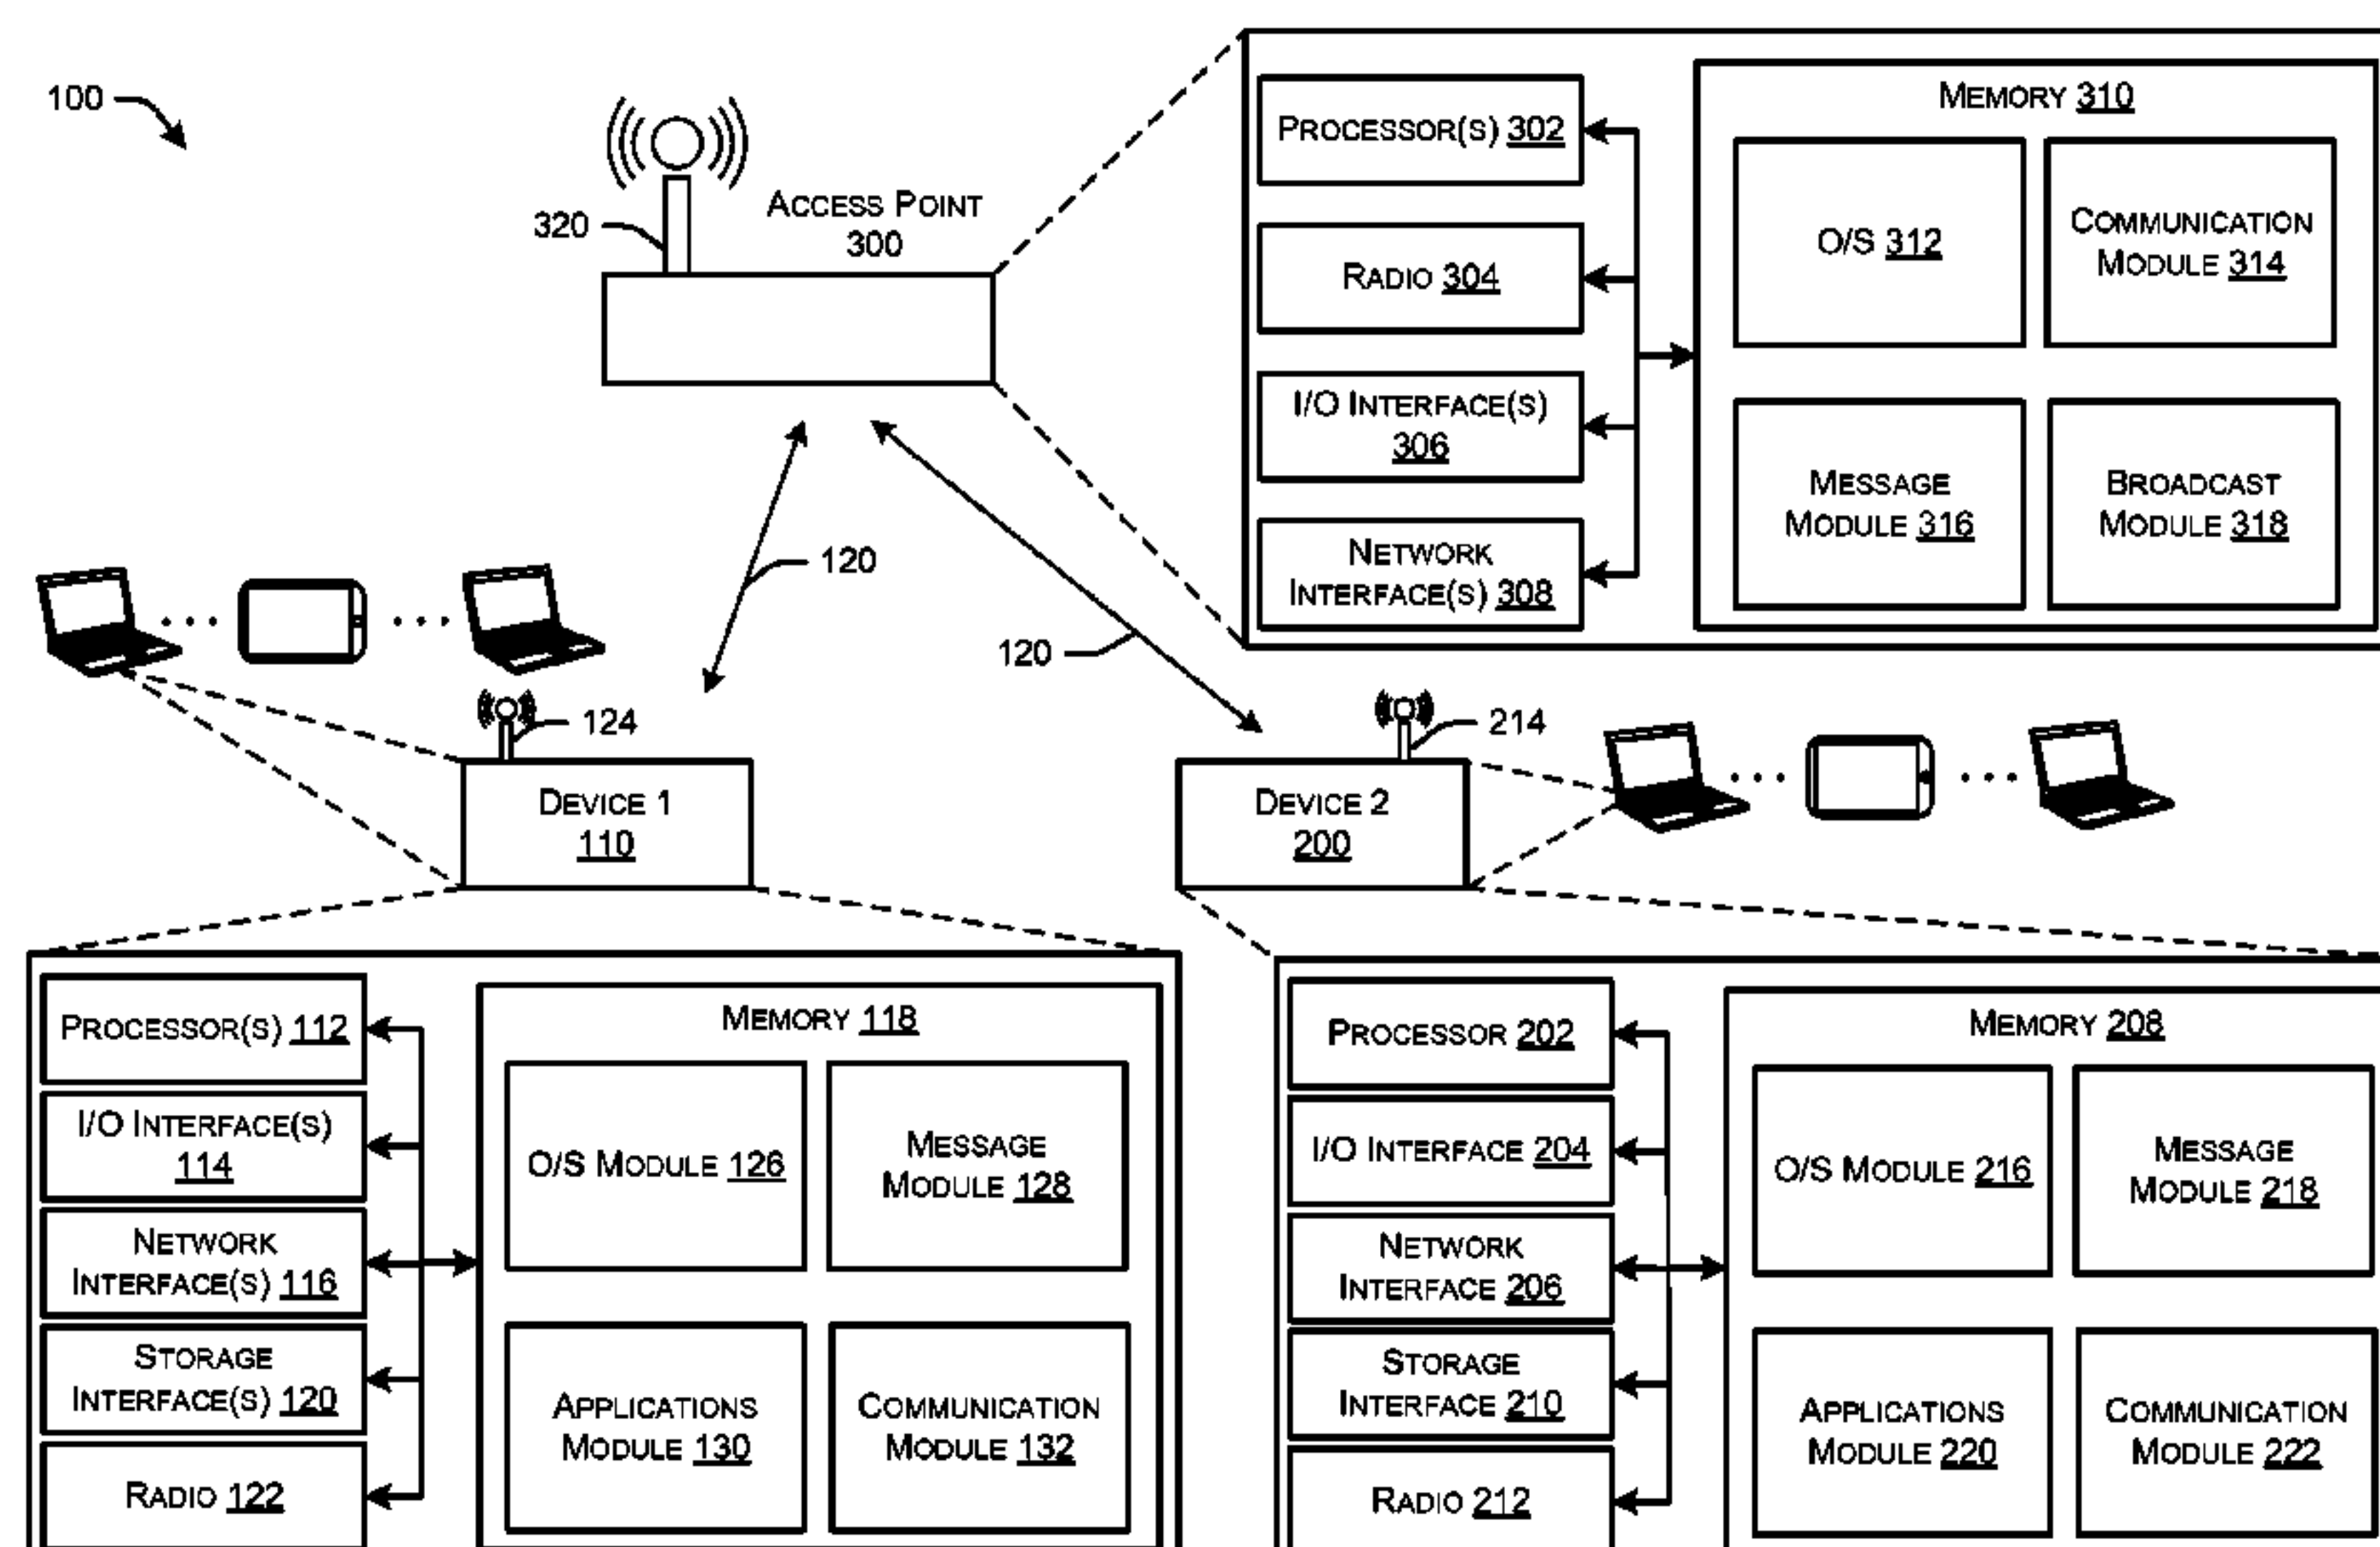 100
320
ACCESS POINT
300
PROCESSOR(S) 302
RADIO 304
I/O INTERFACE(S)
306
NETWORK
INTERFACE(S) 308
MEMORY 310
O/S 312
COMMUNICATION
MODULE 314
MESSAGE
MODULE 316
BROADCAST
MODULE 318
120
120
124
DEVICE 1
110
214
DEVICE 2
200
PROCESSOR(S) 112
I/O INTERFACE(S)
114
NETWORK
INTERFACE(S) 116
STORAGE
INTERFACE(S) 120
RADIO 122
MEMORY 118
O/S MODULE 126
MESSAGE
MODULE 128
APPLICATIONS
MODULE 130
COMMUNICATION
MODULE 132
PROCESSOR 202
I/O INTERFACE 204
NETWORK
INTERFACE 206
STORAGE
INTERFACE 210
RADIO 212
MEMORY 208
O/S MODULE 216
MESSAGE
MODULE 218
APPLICATIONS
MODULE 220
COMMUNICATION
MODULE 222